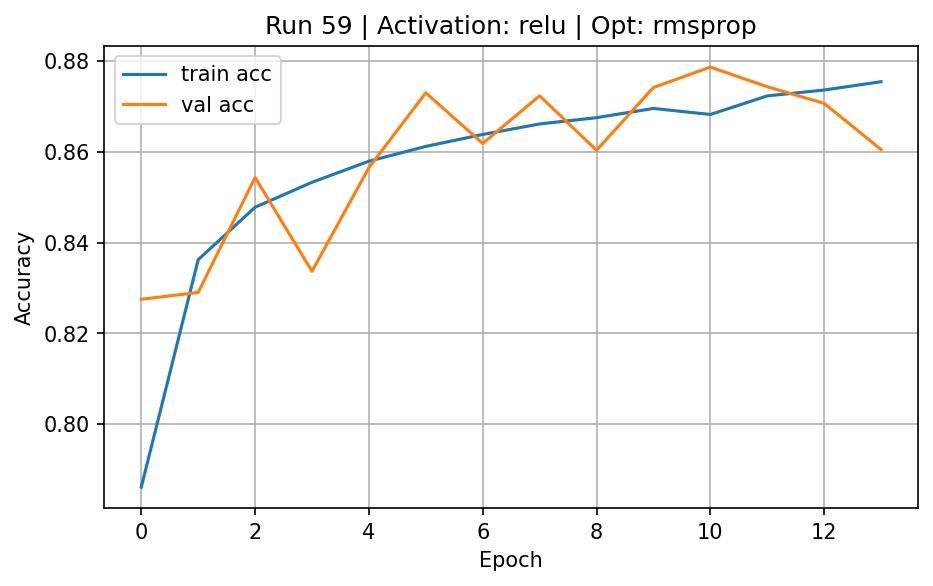 Run 59 | Activation: relu | Opt: rmsprop
train acc
val acc
0.88
0.86
0.84
0.82
0.80
Accuracy
0 2 4 6 8 10 12
Epoch